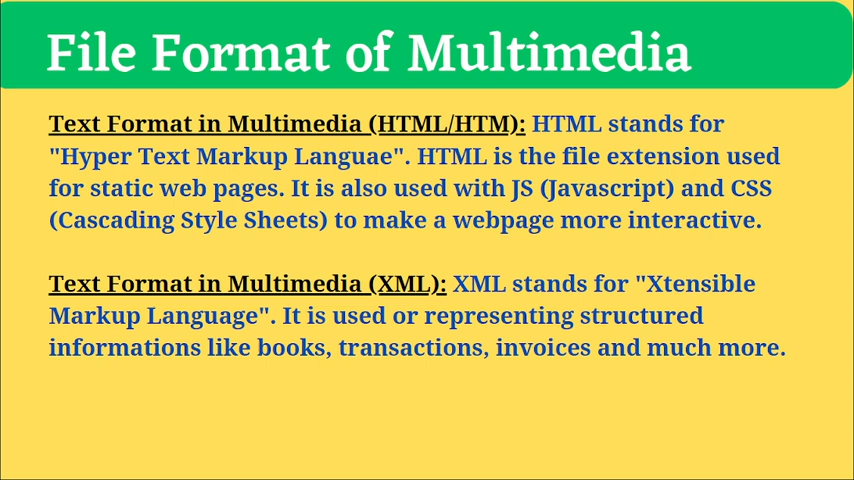 File Format of Multimedia
Text Format in Multimedia (HTML/HTM): HTML stands for
"Hyper Text Markup Languae". HTML is the file extension used
for static web pages. It is also used with JS (Javascript) and CSS
(Cascading Style Sheets) to make a webpage more interactive.
Text Format in Multimedia (XML): XML stands for "Xtensible
Markup Language". It is used or representing structured
informations like books, transactions, invoices and much more.